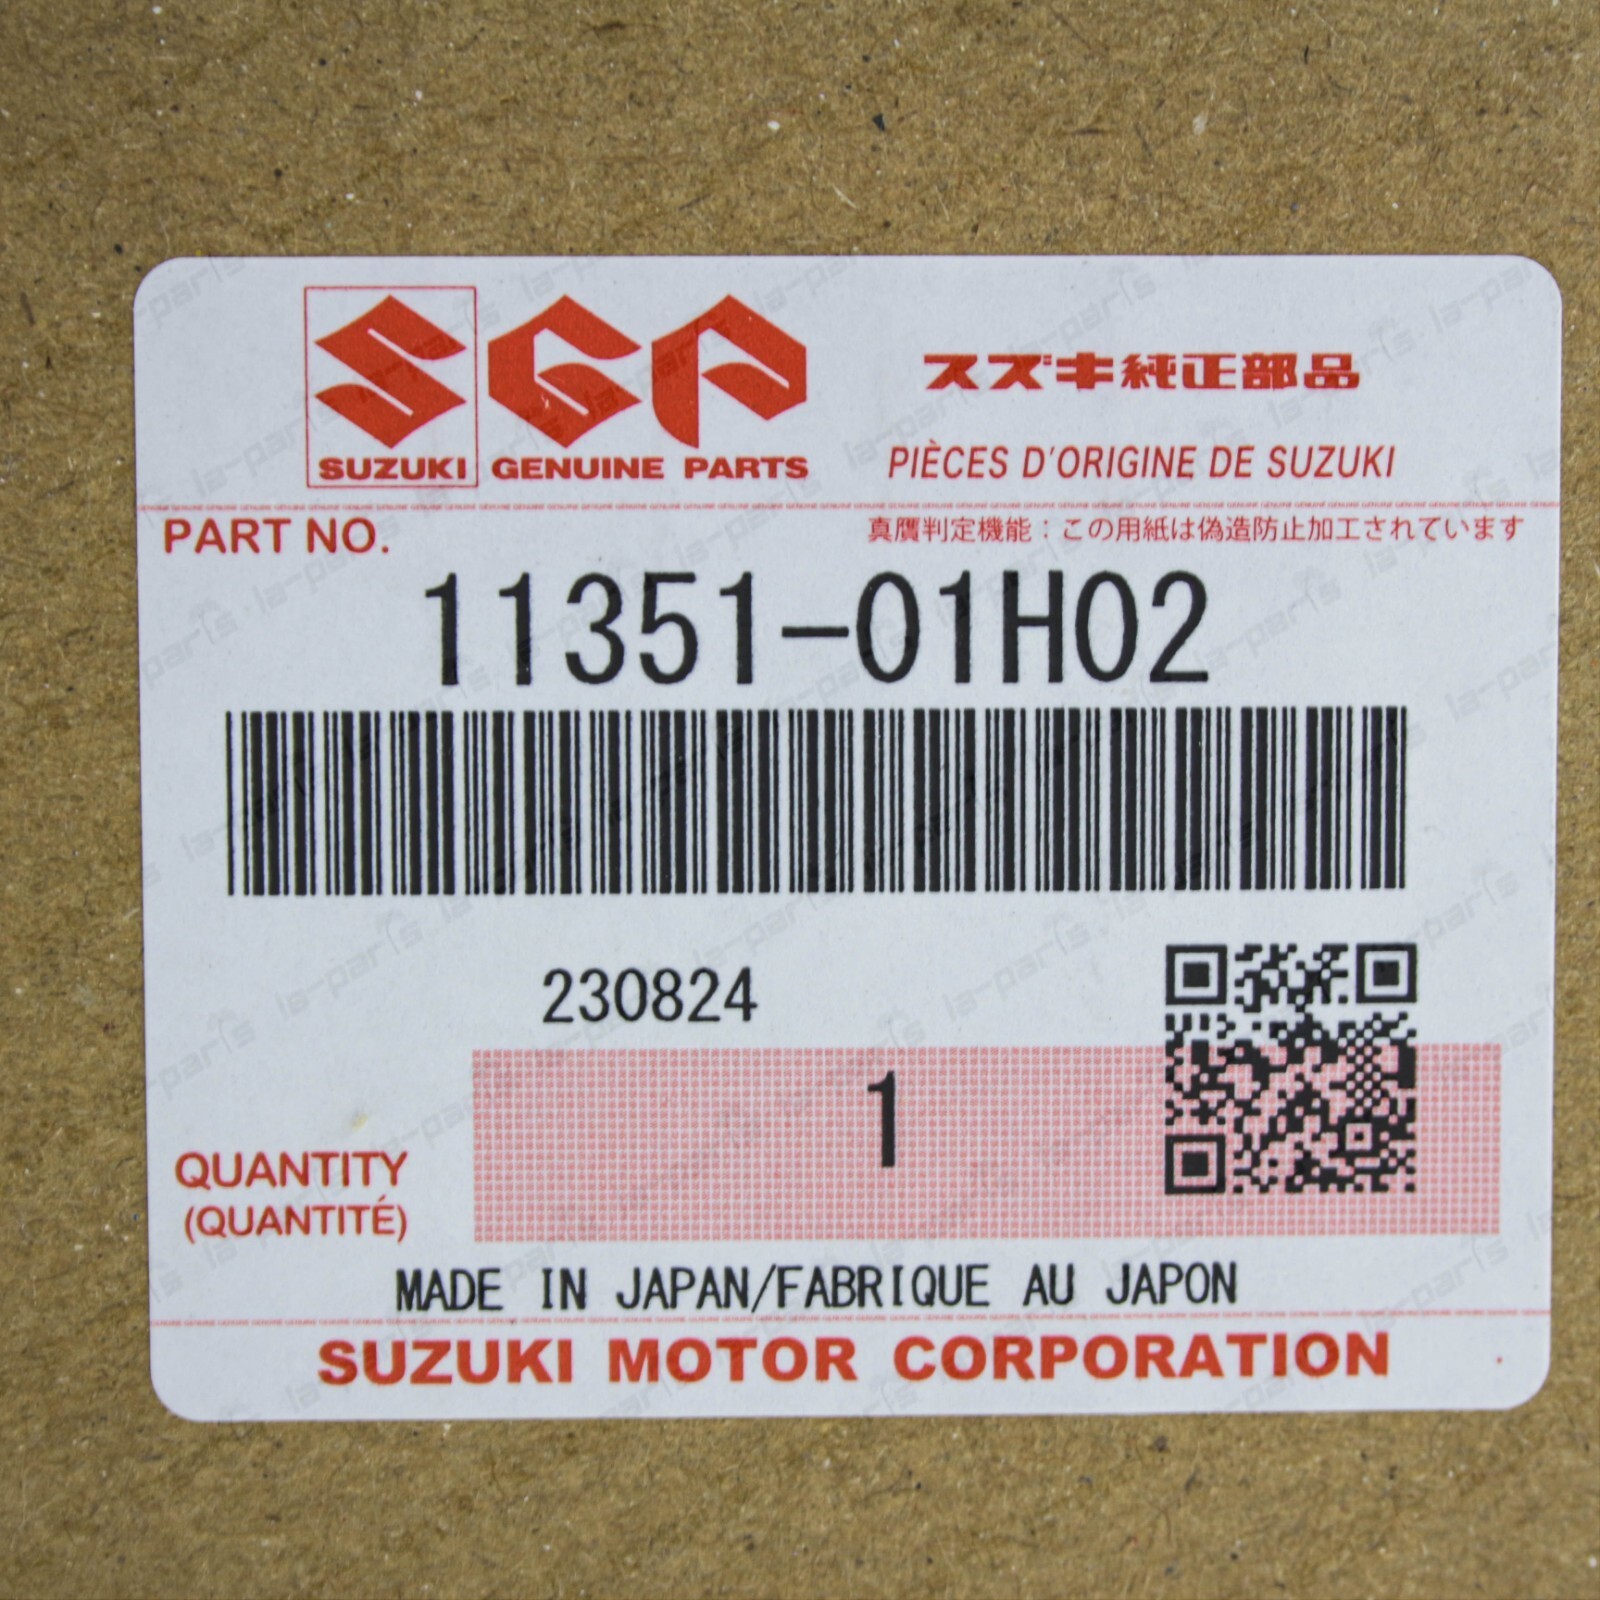 SGP
SUZUKI GENUINE PARTS
スズキ純正部品
PIÈCES D'ORIGINE DE SUZUKI
PART NO.
真贋判定機能：この用紙は偽造防止加工されています
11351-01H02
230824
1
QUANTITY
(QUANTITÉ)
MADE IN JAPAN/FABRIQUE AU JAPON
SUZUKI MOTOR CORPORATION
la-paris